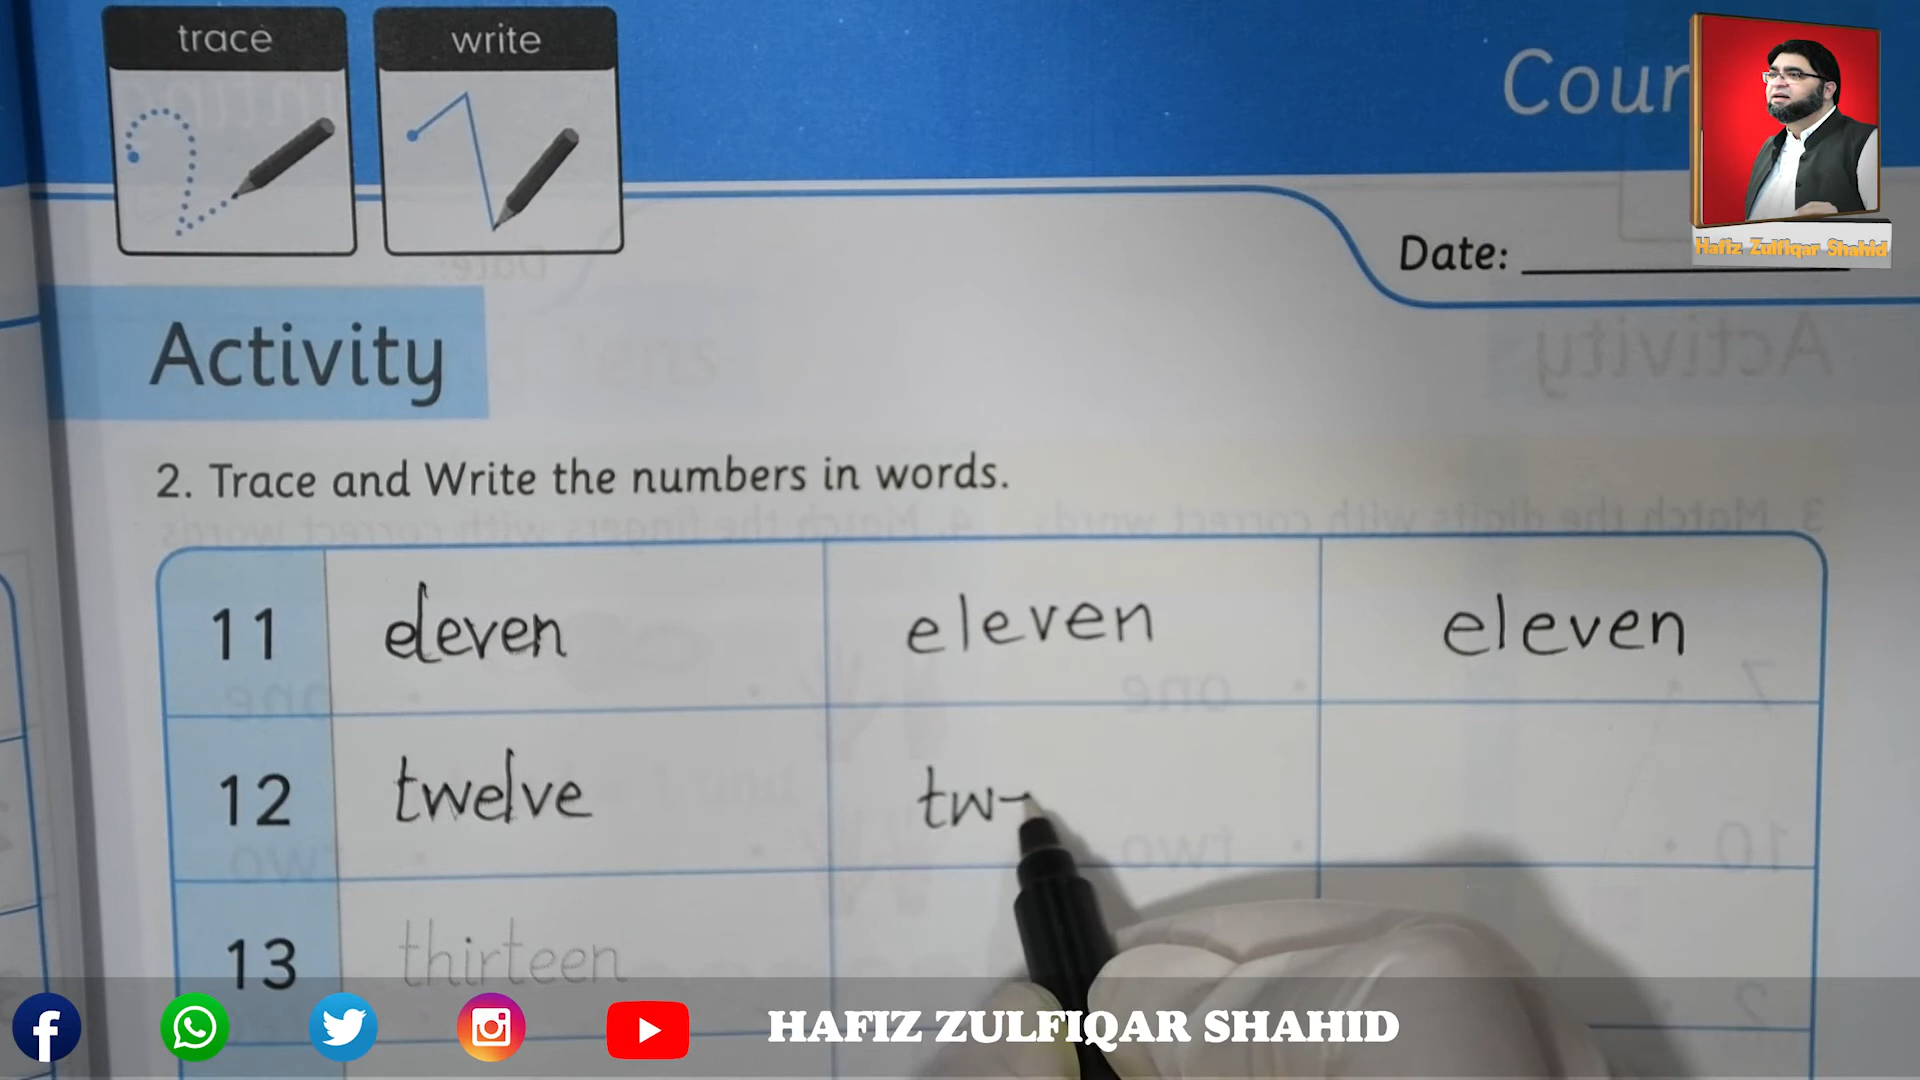 trace write
Coun
Hafiz Zulfiqar Shahid
Date:
Activity
2. Trace and Write the numbers in words.
11 eleven eleven eleven
12 twelve tw
13 thirteen
HAFIZ ZULFIQAR SHAHID